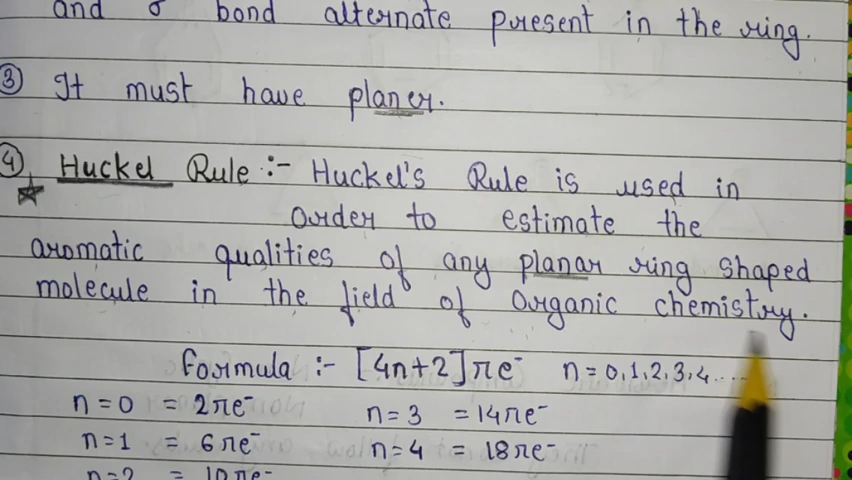 and σ bond alternate present in the ring.
③ It must have planer.
④ Huckel Rule :- Huckel's Rule is used in
order to estimate the
aromatic qualities of any planar ring shaped
molecule in the field of organic chemistry.
Formula :- [4n+2]πe⁻ n=0,1,2,3,4....
n=0 = 2πe⁻ n=3 = 14πe⁻
n=1 = 6πe⁻ n=4 = 18πe⁻
n=2 = 10πe⁻